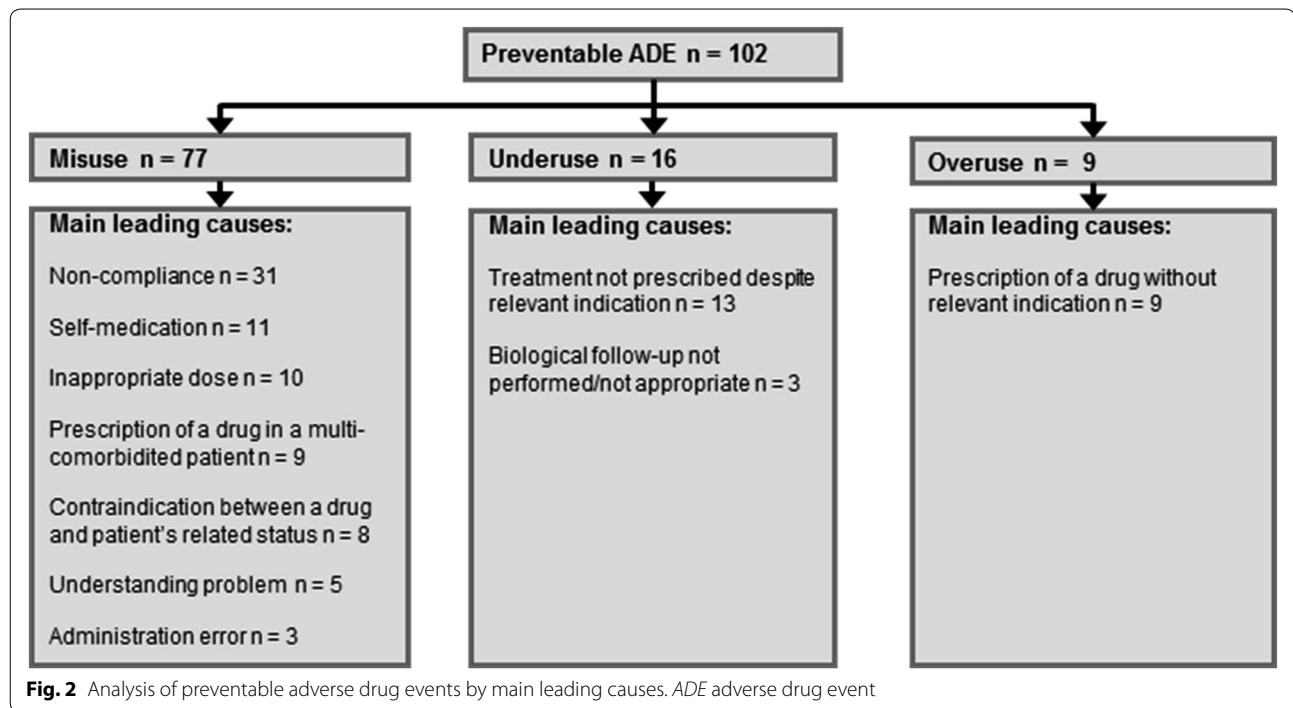 Preventable ADE n = 102
Misuse n = 77
Underuse n = 16
Overuse n = 9
Main leading causes:
Non-compliance n = 31
Self-medication n = 11
Inappropriate dose n = 10
Prescription of a drug in a multi-
comorbidited patient n = 9
Contraindication between a drug
and patient's related status n = 8
Understanding problem n = 5
Administration error n = 3
Main leading causes:
Treatment not prescribed despite
relevant indication n = 13
Biological follow-up not
performed/not appropriate n = 3
Main leading causes:
Prescription of a drug without
relevant indication n = 9
Fig. 2 Analysis of preventable adverse drug events by main leading causes. ADE adverse drug event